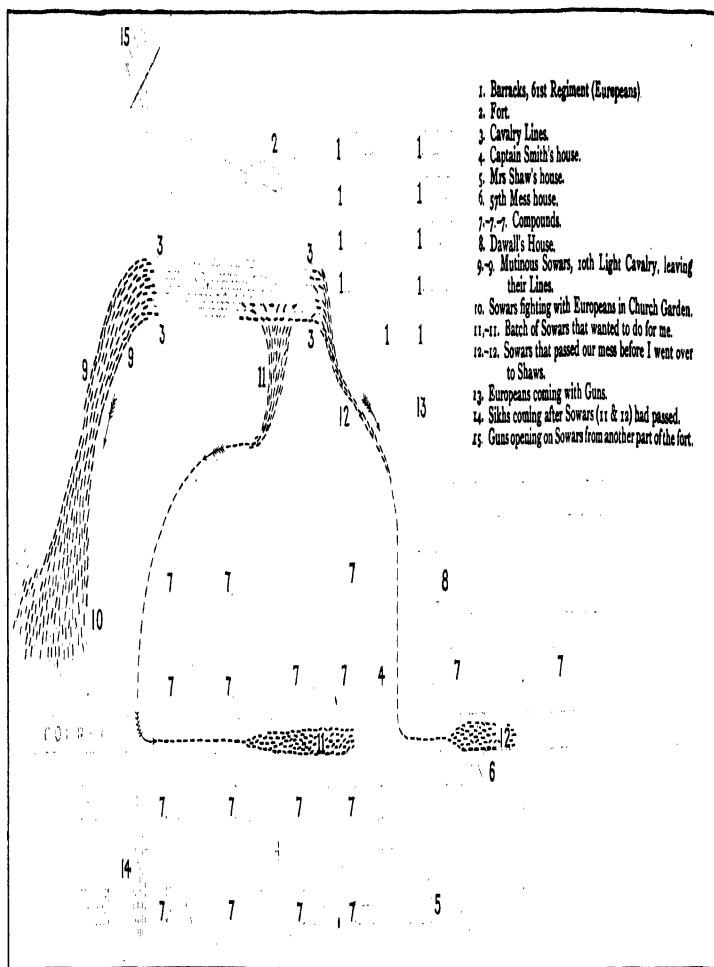 15
1. Barracks, 61st Regiment (Europeans)
2. Fort.
3. Cavalry Lines.
4. Captain Smith's house.
5. Mrs Shaw's house.
6. 57th Mess house.
7.-7.-7. Compounds.
8. Dawall's House.
9.-9. Mutinous Sowars, 10th Light Cavalry, leaving
their Lines.
10. Sowars fighting with Europeans in Church Garden.
11.-11. Batch of Sowars that wanted to do for me.
12.-12. Sowars that passed our mess before I went over
to Shaws.
13. Europeans coming with Guns.
14. Sikhs coming after Sowars (11 & 12) had passed.
15. Guns opening on Sowars from another part of the fort.
2 1 1
1 1
3 3 1 1
1 1
3 3 1 1
9 9 11
12 13
7 7 7 8
10
7 7 7 7 4 7 7
11 12
6
7 7 7 7
14
7 7 7 7 5